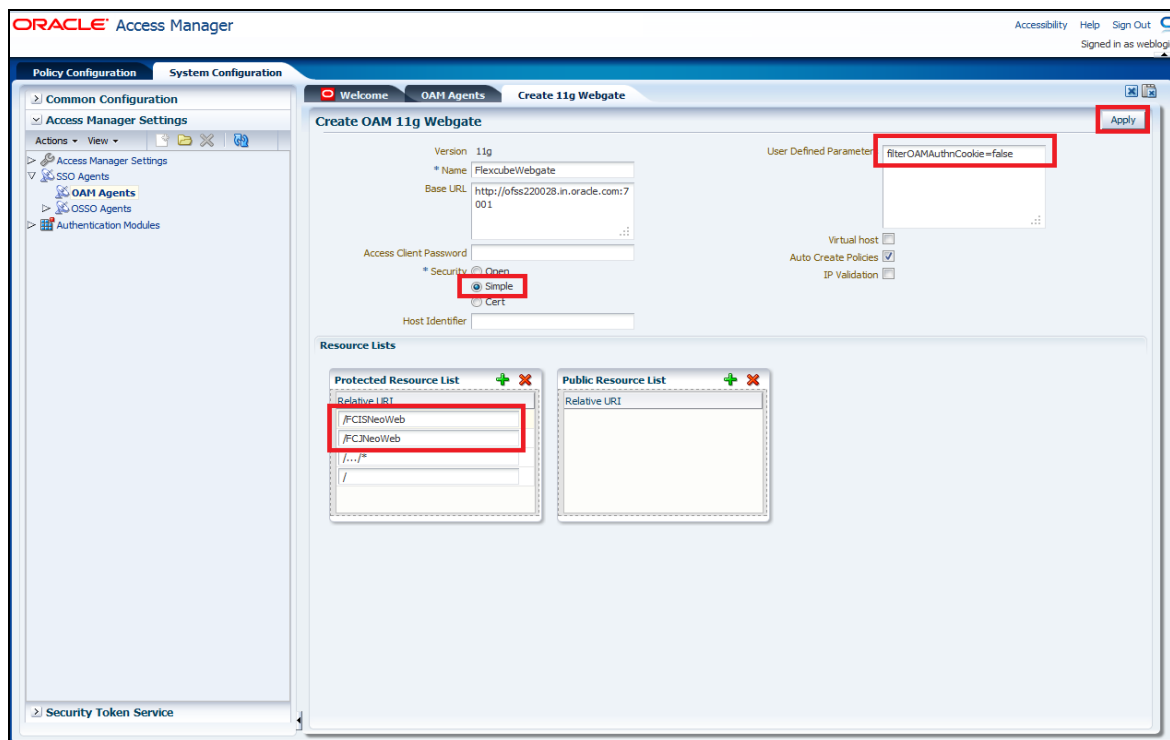 ORACLE Access Manager
Accessibility Help Sign Out
Signed in as weblogi
Policy Configuration System Configuration
Common Configuration
Access Manager Settings
Actions View
Access Manager Settings
SSO Agents
OAM Agents
OSSO Agents
Authentication Modules
Security Token Service
Welcome OAM Agents Create 11g Webgate
Create OAM 11g Webgate
Apply
Version 11g
* Name FlexcubeWebgate
Base URL http://ofss220028.in.oracle.com:7
001
Access Client Password
* Security Open
Simple
Cert
Host Identifier
User Defined Parameter filterOAMAuthnCookie=false
Virtual host
Auto Create Policies
IP Validation
Resource Lists
Protected Resource List
Relative URI
/FCISNeoWeb
/FCJNeoWeb
/.../*
/
Public Resource List
Relative URI